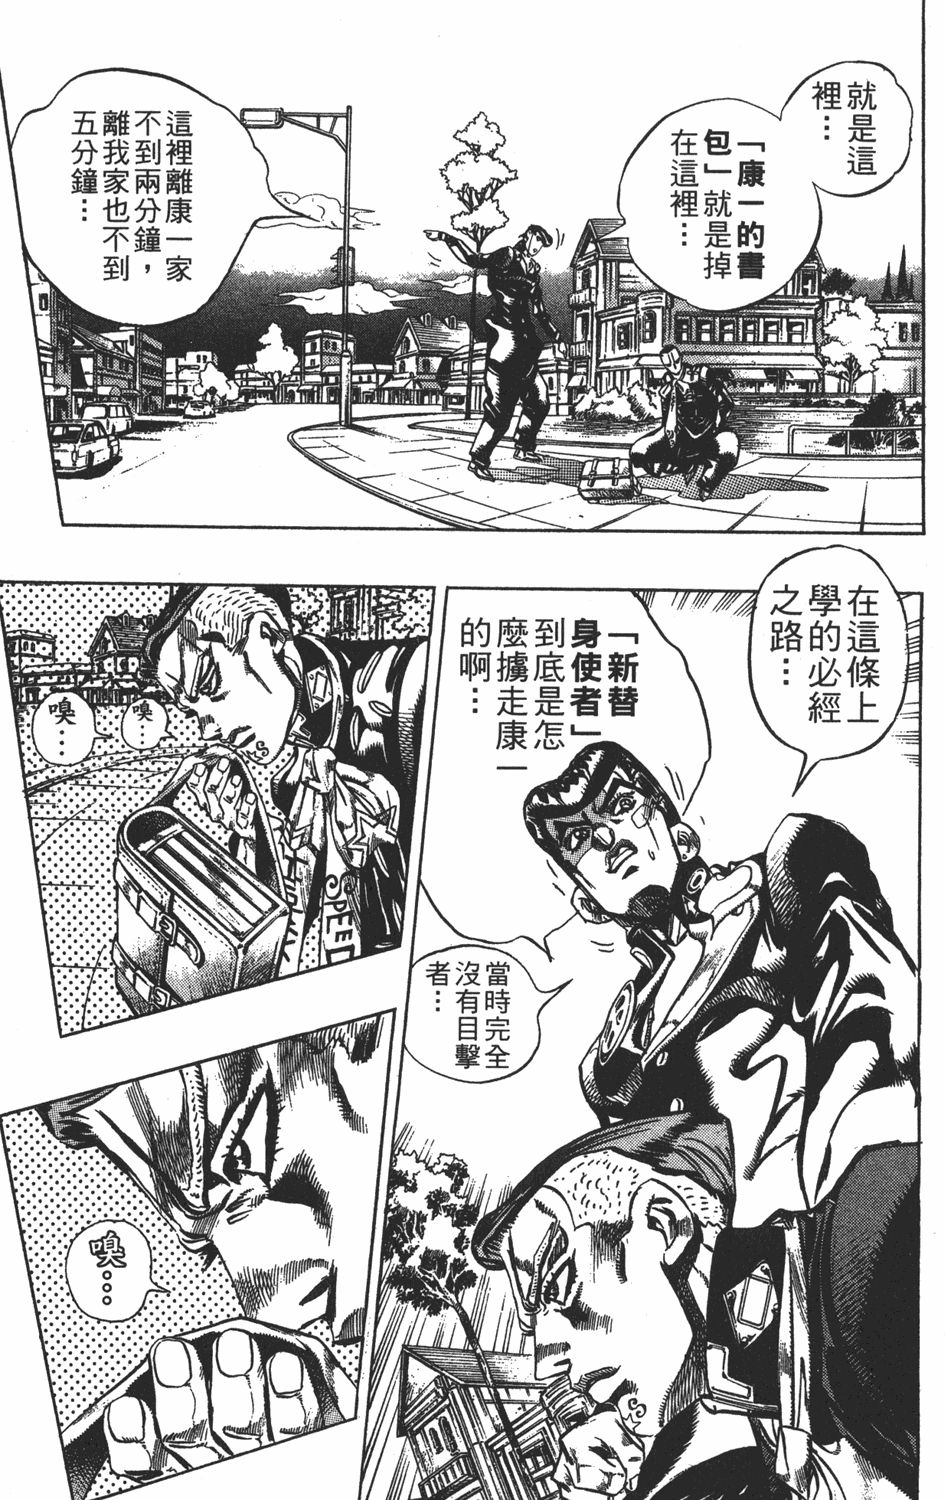 就是這
裡…
「康一的書
包」就是掉
在這裡…
這裡離康一家
不到兩分鐘，
離我家也不到
五分鐘…
在這條上
學的必經
之路…
「新替
身使者」
到底是怎
麼擄走康一
的啊…
當時完全
沒有目擊
者…
嗅…
嗅…
SPEED
嗅…